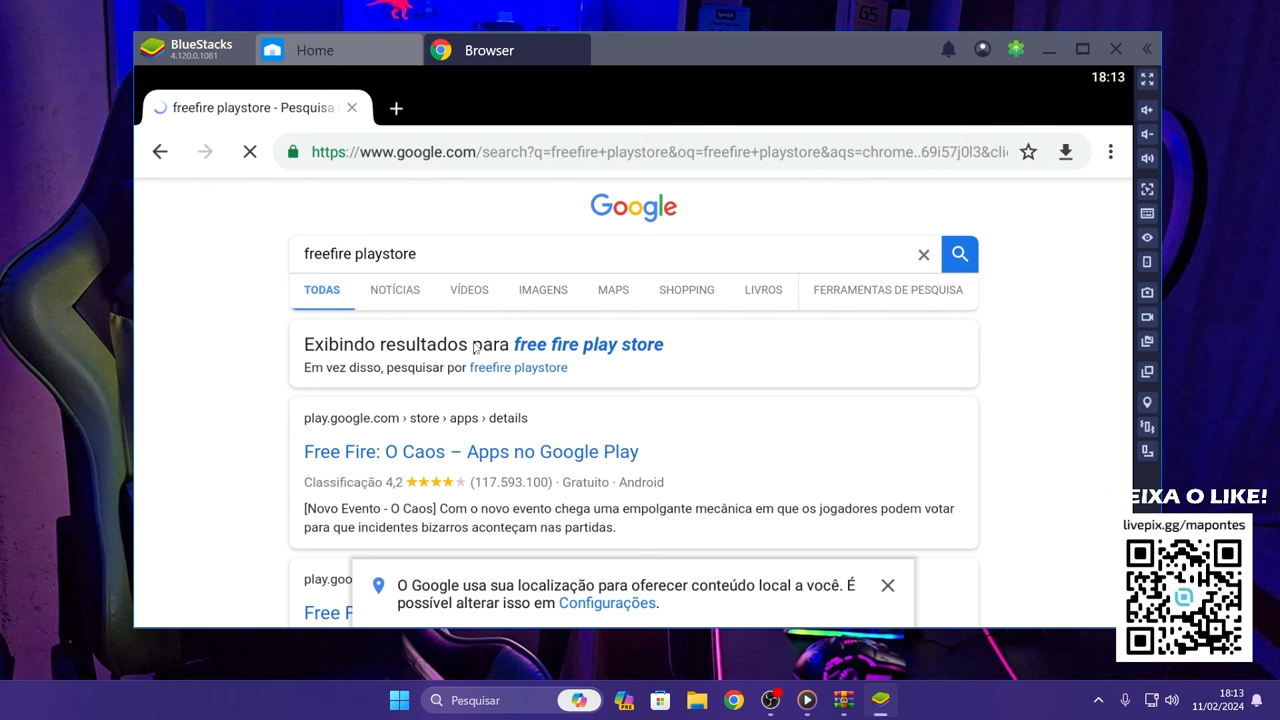 BlueStacks
4.120.0.1081
Home
Browser
18:13
freefire playstore - Pesquisa
https://www.google.com/search?q=freefire+playstore&oq=freefire+playstore&aqs=chrome..69i57j0l3&cli
Google
freefire playstore
TODAS
NOTÍCIAS
VÍDEOS
IMAGENS
MAPS
SHOPPING
LIVROS
FERRAMENTAS DE PESQUISA
Exibindo resultados para free fire play store
Em vez disso, pesquisar por freefire playstore
play.google.com › store › apps › details
Free Fire: O Caos – Apps no Google Play
Classificação 4,2 ★★★★★ (117.593.100) · Gratuito · Android
[Novo Evento - O Caos] Com o novo evento chega uma empolgante mecânica em que os jogadores podem votar
para que incidentes bizarros aconteçam nas partidas.
play.goo
Free F
O Google usa sua localização para oferecer conteúdo local a você. É
possível alterar isso em Configurações.
EIXA O LIKE!
livepix.gg/mapontes
Pesquisar
PRE
18:13
11/02/2024